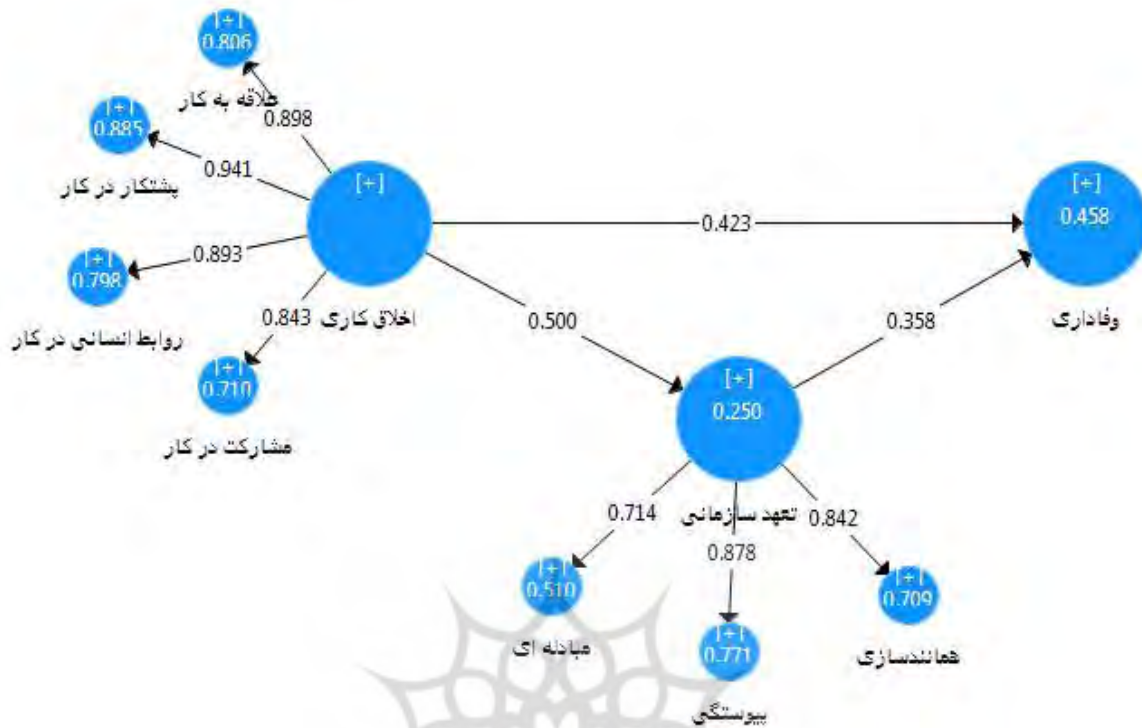 [+]
0.806
علاقه به کار
0.898
[+]
0.885
پشتکار در کار
0.941
[+]
0.798
روابط انسانی در کار
0.893
[+]
0.710
مشارکت در کار
0.843
[+]
اخلاق کاری
0.423
[+]
0.458
وفاداری
0.500
0.358
[+]
0.250
تعهد سازمانی
0.714
0.878
0.842
[+]
0.510
مبادله ای
[+]
0.771
پیوستگی
[+]
0.709
همانندسازی